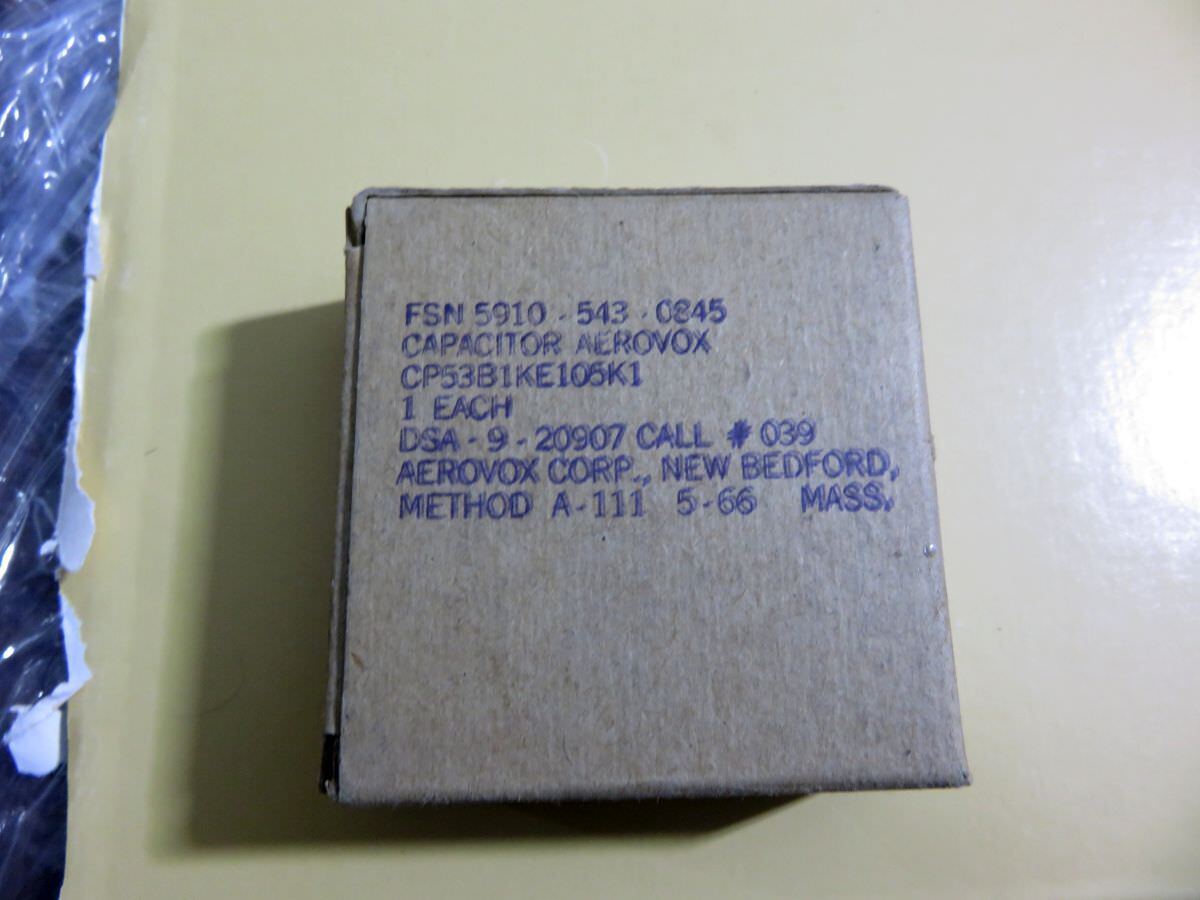 FSN 5910-543-0845
CAPACITOR AEROVOX
CP53B1KE105K1
1 EACH
DSA-9-20907 CALL # 039
AEROVOX CORP., NEW BEDFORD,
METHOD A-111 5-66 MASS.